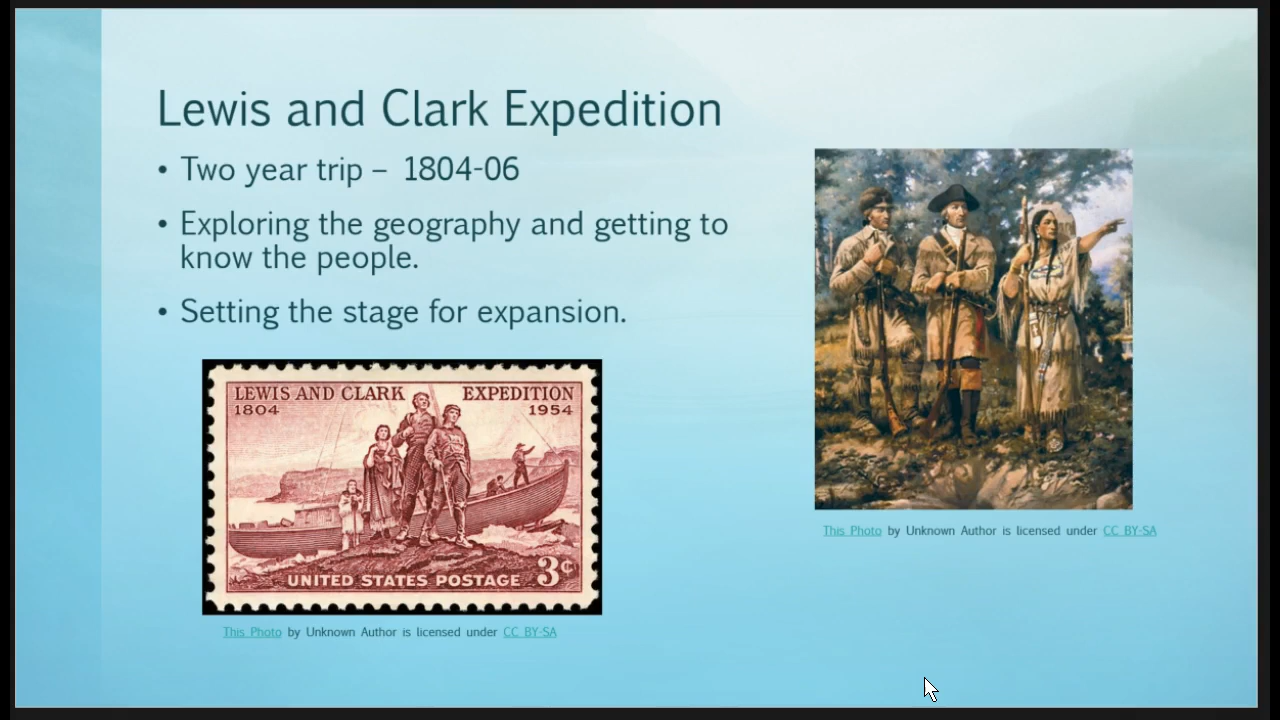 Lewis and Clark Expedition
• Two year trip – 1804-06
• Exploring the geography and getting to
know the people.
• Setting the stage for expansion.
LEWIS AND CLARK EXPEDITION
1804 1954
UNITED STATES POSTAGE 3¢
This Photo by Unknown Author is licensed under CC BY-SA
This Photo by Unknown Author is licensed under CC BY-SA